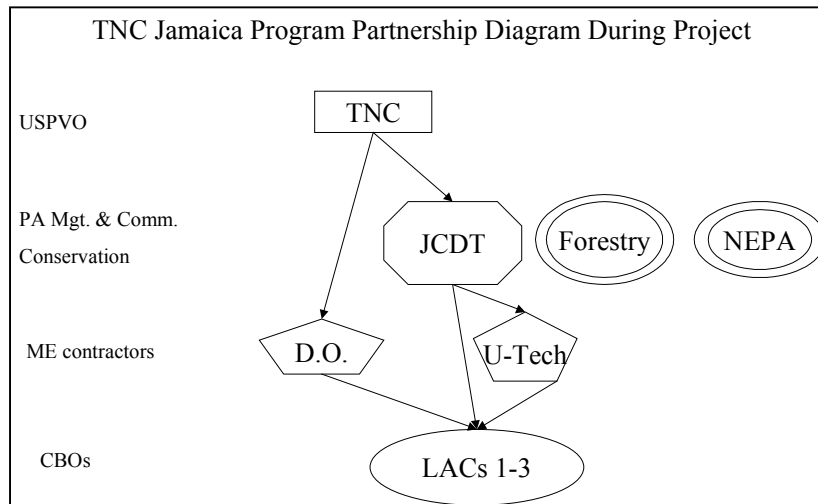 TNC Jamaica Program Partnership Diagram During Project
USPVO
TNC
PA Mgt. & Comm.
Conservation
JCDT
Forestry
NEPA
ME contractors
D.O.
U-Tech
CBOs
LACs 1-3